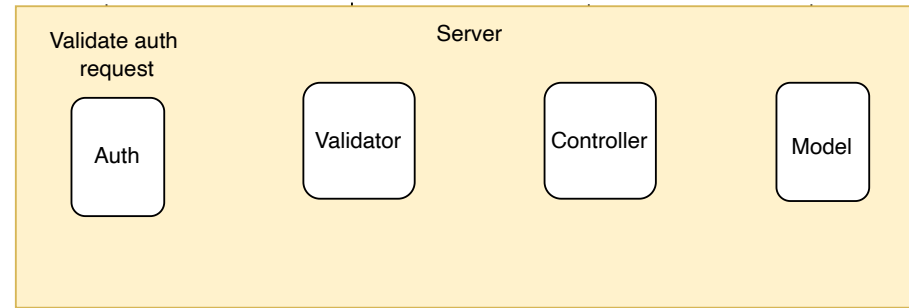 Server
Validate auth
request
Auth
Validator
Controller
Model